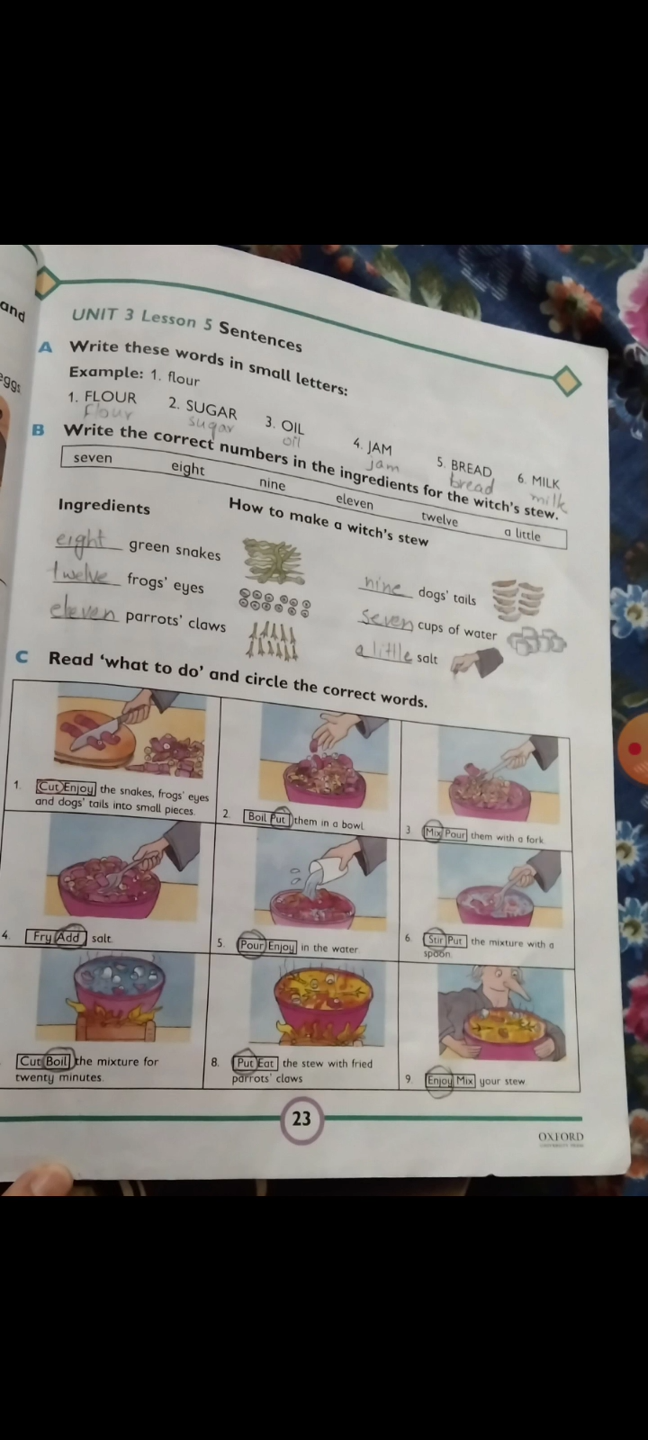 and
eggs
UNIT 3 Lesson 5 Sentences
A Write these words in small letters:
Example: 1. flour
1. FLOUR 2. SUGAR 3. OIL 4. JAM 5. BREAD 6. MILK
flour sugar oil jam bread milk
B Write the correct numbers in the ingredients for the witch's stew.
seven eight nine eleven twelve a little
Ingredients How to make a witch's stew
eight green snakes
twelve frogs' eyes
eleven parrots' claws
nine dogs' tails
seven cups of water
a little salt
C Read 'what to do' and circle the correct words.
1. Cut Enjoy the snakes, frogs' eyes
and dogs' tails into small pieces.
2. Boil Put them in a bowl.
3. Mix Pour them with a fork.
4. Fry Add salt.
5. Pour Enjoy in the water.
6. Stir Put the mixture with a
spoon.
Cut Boil the mixture for
twenty minutes.
8. Put Eat the stew with fried
parrots' claws
9. Enjoy Mix your stew.
23
OXFORD
UNIVERSITY PRESS